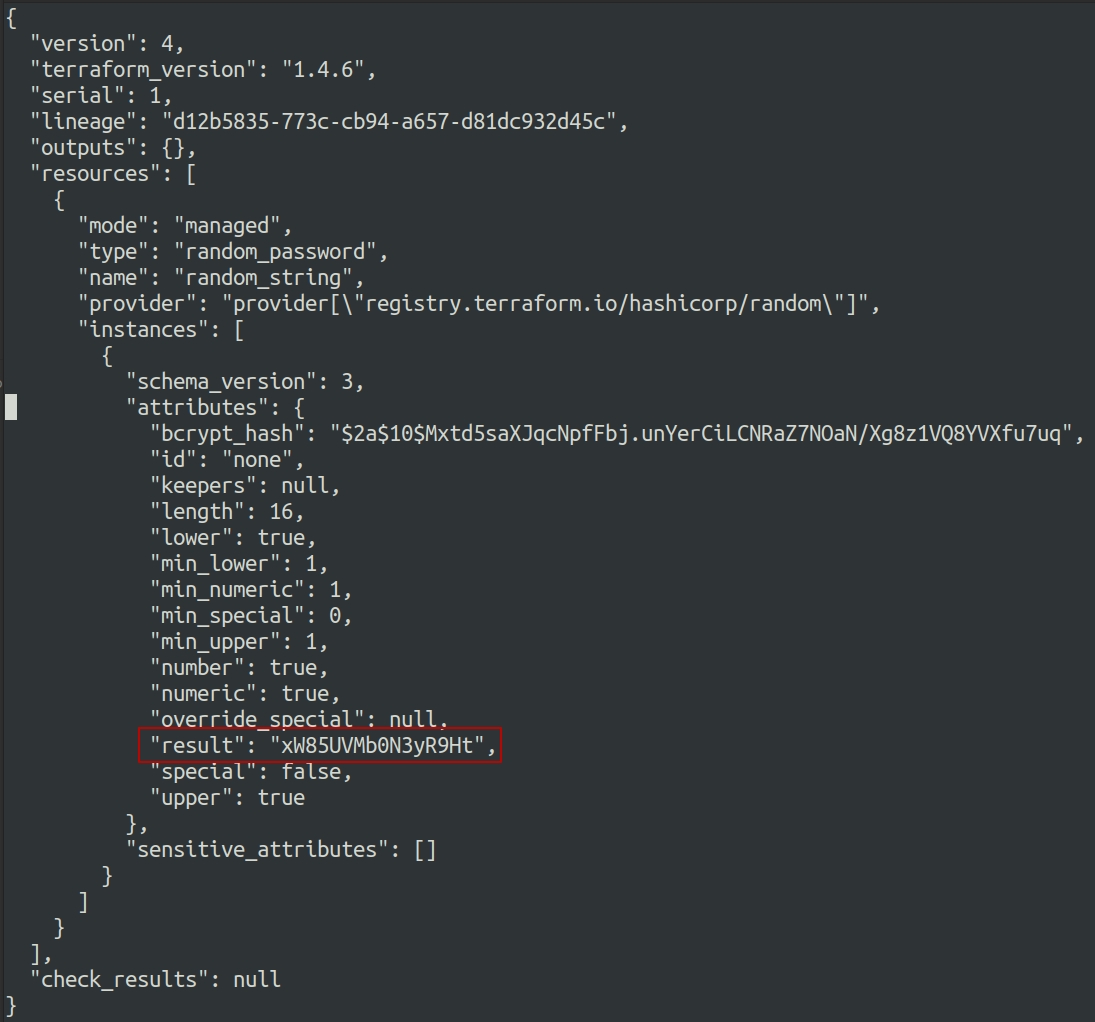 {
  "version": 4,
  "terraform_version": "1.4.6",
  "serial": 1,
  "lineage": "d12b5835-773c-cb94-a657-d81dc932d45c",
  "outputs": {},
  "resources": [
    {
      "mode": "managed",
      "type": "random_password",
      "name": "random_string",
      "provider": "provider[\"registry.terraform.io/hashicorp/random\"]",
      "instances": [
        {
          "schema_version": 3,
          "attributes": {
            "bcrypt_hash": "$2a$10$Mxtd5saXJqcNpfFbj.unYerCiLCNRaZ7NOaN/Xg8z1VQ8YVXfu7uq",
            "id": "none",
            "keepers": null,
            "length": 16,
            "lower": true,
            "min_lower": 1,
            "min_numeric": 1,
            "min_special": 0,
            "min_upper": 1,
            "number": true,
            "numeric": true,
            "override_special": null,
            "result": "xW85UVMb0N3yR9Ht",
            "special": false,
            "upper": true
          },
          "sensitive_attributes": []
        }
      ]
    }
  ],
  "check_results": null
}